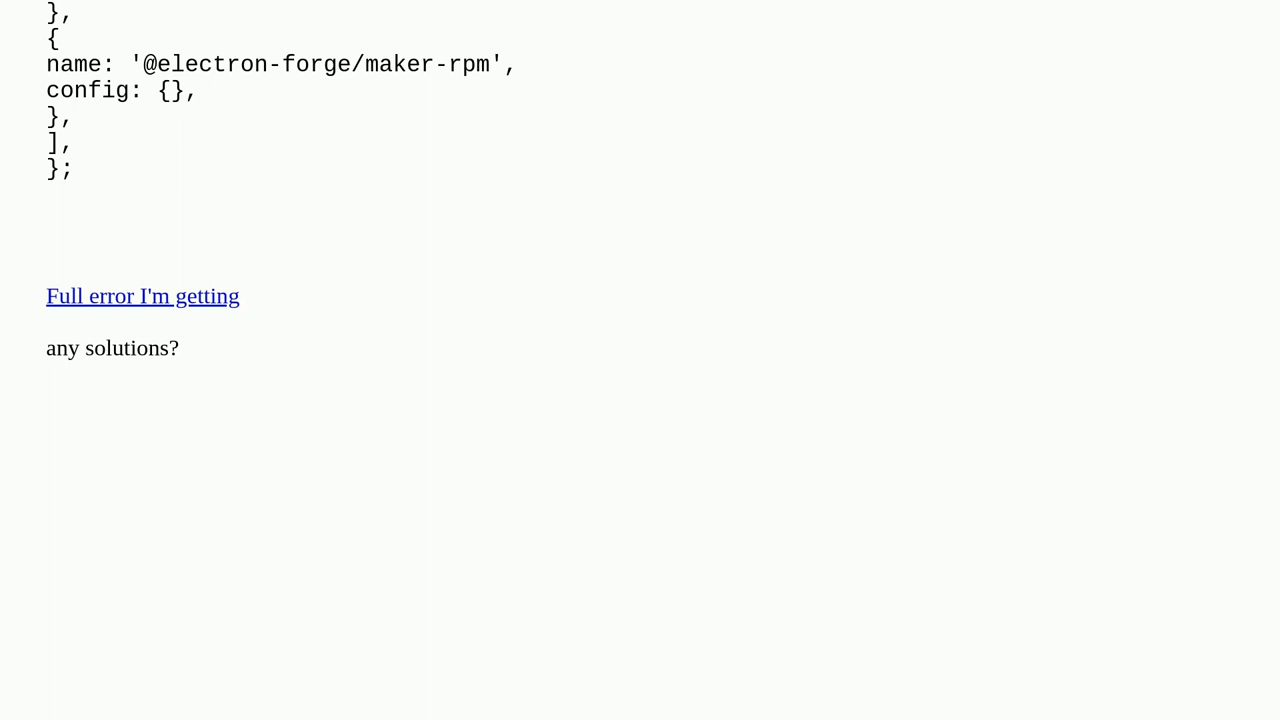 },
{
name: '@electron-forge/maker-rpm',
config: {},
},
],
};
Full error I'm getting
any solutions?